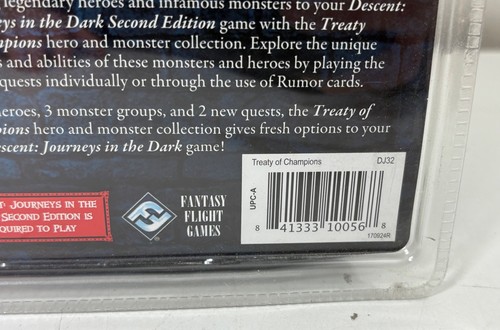 legendary heroes and infamous monsters to your Descent:
eys in the Dark Second Edition game with the Treaty
mpions hero and monster collection. Explore the unique
s and abilities of these monsters and heroes by playing the
quests individually or through the use of Rumor cards.
heroes, 3 monster groups, and 2 new quests, the Treaty of
pions hero and monster collection gives fresh options to your
escent: Journeys in the Dark game!
t: Journeys in the
Second Edition is
quired to Play
FANTASY
FLIGHT
GAMES
Treaty of Champions DJ32
UPC-A
8 41333 10056 8
170924R